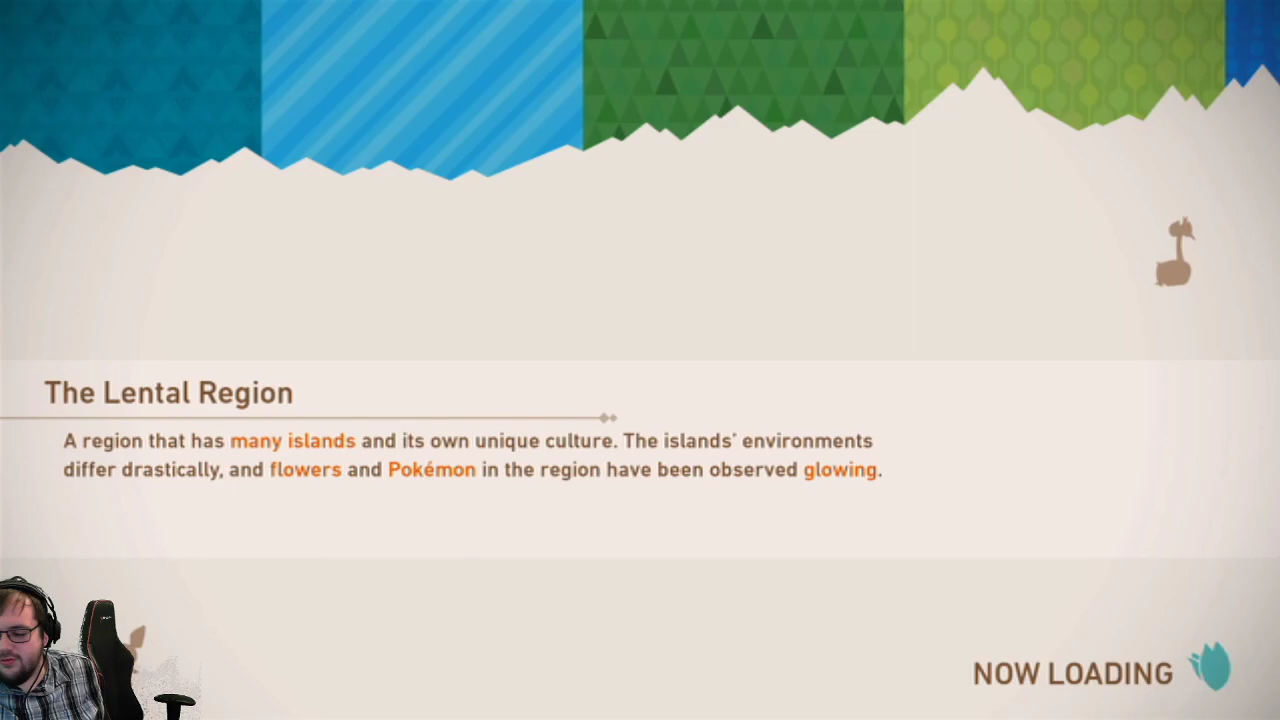 The Lental Region
A region that has many islands and its own unique culture. The islands’ environments
differ drastically, and flowers and Pokémon in the region have been observed glowing.
NOW LOADING